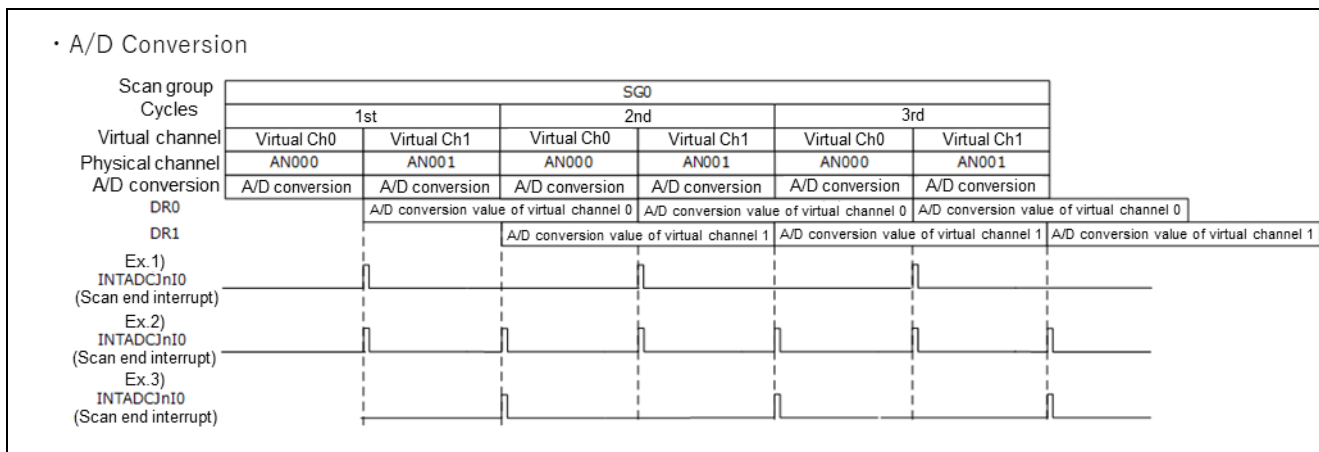 ・A/D Conversion
Scan group SG0
Cycles 1st 2nd 3rd
Virtual channel Virtual Ch0 Virtual Ch1 Virtual Ch0 Virtual Ch1 Virtual Ch0 Virtual Ch1
Physical channel AN000 AN001 AN000 AN001 AN000 AN001
A/D conversion A/D conversion A/D conversion A/D conversion A/D conversion A/D conversion A/D conversion
DR0 A/D conversion value of virtual channel 0 A/D conversion value of virtual channel 0 A/D conversion value of virtual channel 0
DR1 A/D conversion value of virtual channel 1 A/D conversion value of virtual channel 1 A/D conversion value of virtual channel 1
Ex.1)
INTADCJnI0
(Scan end interrupt)
Ex.2)
INTADCJnI0
(Scan end interrupt)
Ex.3)
INTADCJnI0
(Scan end interrupt)